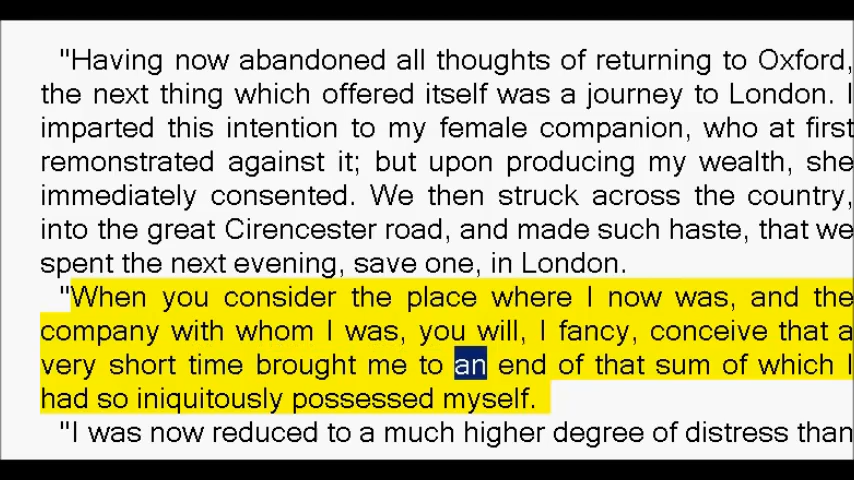 "Having now abandoned all thoughts of returning to Oxford,
the next thing which offered itself was a journey to London. I
imparted this intention to my female companion, who at first
remonstrated against it; but upon producing my wealth, she
immediately consented. We then struck across the country,
into the great Cirencester road, and made such haste, that we
spent the next evening, save one, in London.
"When you consider the place where I now was, and the
company with whom I was, you will, I fancy, conceive that a
very short time brought me to an end of that sum of which I
had so iniquitously possessed myself.
"I was now reduced to a much higher degree of distress than